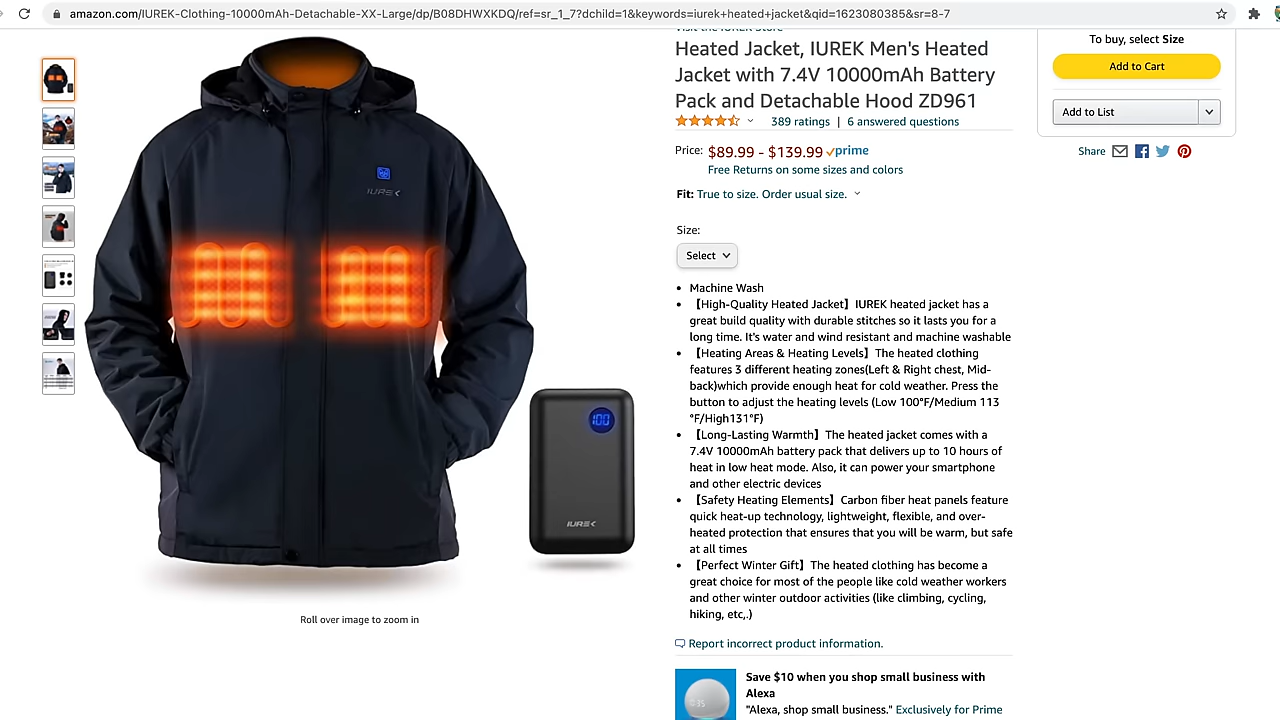 amazon.com/IUREK-Clothing-10000mAh-Detachable-XX-Large/dp/B08DHWXKDQ/ref=sr_1_7?dchild=1&keywords=iurek+heated+jacket&qid=1623080385&sr=8-7
Visit the IUREK Store
Heated Jacket, IUREK Men's Heated
Jacket with 7.4V 10000mAh Battery
Pack and Detachable Hood ZD961
389 ratings | 6 answered questions
Price: $89.99 - $139.99 prime
Free Returns on some sizes and colors
Fit: True to size. Order usual size.
Size:
Select
• Machine Wash
• 【High-Quality Heated Jacket】IUREK heated jacket has a
great build quality with durable stitches so it lasts you for a
long time. It's water and wind resistant and machine washable
• 【Heating Areas & Heating Levels】The heated clothing
features 3 different heating zones(Left & Right chest, Mid-
back)which provide enough heat for cold weather. Press the
button to adjust the heating levels (Low 100°F/Medium 113
°F/High131°F)
• 【Long-Lasting Warmth】The heated jacket comes with a
7.4V 10000mAh battery pack that delivers up to 10 hours of
heat in low heat mode. Also, it can power your smartphone
and other electric devices
• 【Safety Heating Elements】Carbon fiber heat panels feature
quick heat-up technology, lightweight, flexible, and over-
heated protection that ensures that you will be warm, but safe
at all times
• 【Perfect Winter Gift】The heated clothing has become a
great choice for most of the people like cold weather workers
and other winter outdoor activities (like climbing, cycling,
hiking, etc,.)
Report incorrect product information.
Save $10 when you shop small business with
Alexa
"Alexa, shop small business." Exclusively for Prime
To buy, select Size
Add to Cart
Add to List
Share
IUREK
100
IUREK
Roll over image to zoom in